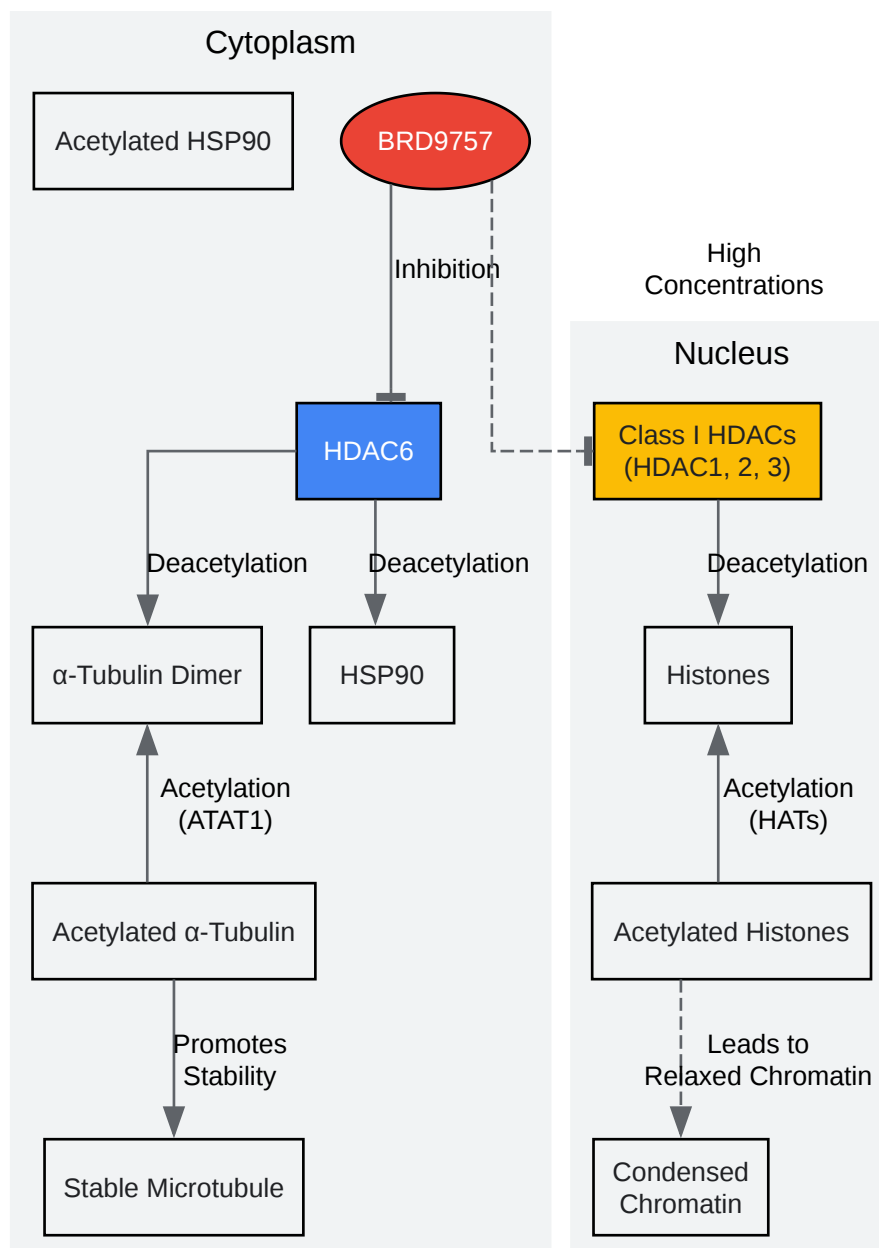 Cytoplasm
Acetylated HSP90
BRD9757
Inhibition
High
Concentrations
Nucleus
HDAC6
Class I HDACs
(HDAC1, 2, 3)
Deacetylation
Deacetylation
Deacetylation
α-Tubulin Dimer
HSP90
Histones
Acetylation
(ATAT1)
Acetylation
(HATs)
Acetylated α-Tubulin
Acetylated Histones
Promotes
Stability
Leads to
Relaxed Chromatin
Stable Microtubule
Condensed
Chromatin